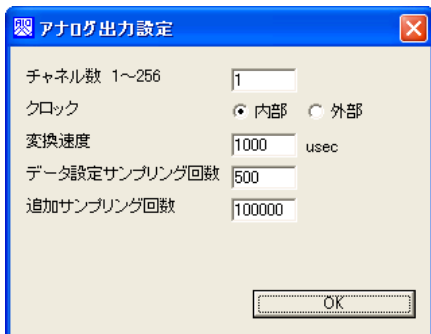 アナログ出力設定
チャネル数 1～256 1
クロック 内部 外部
変換速度 1000 usec
データ設定サンプリング回数 500
追加サンプリング回数 100000
OK